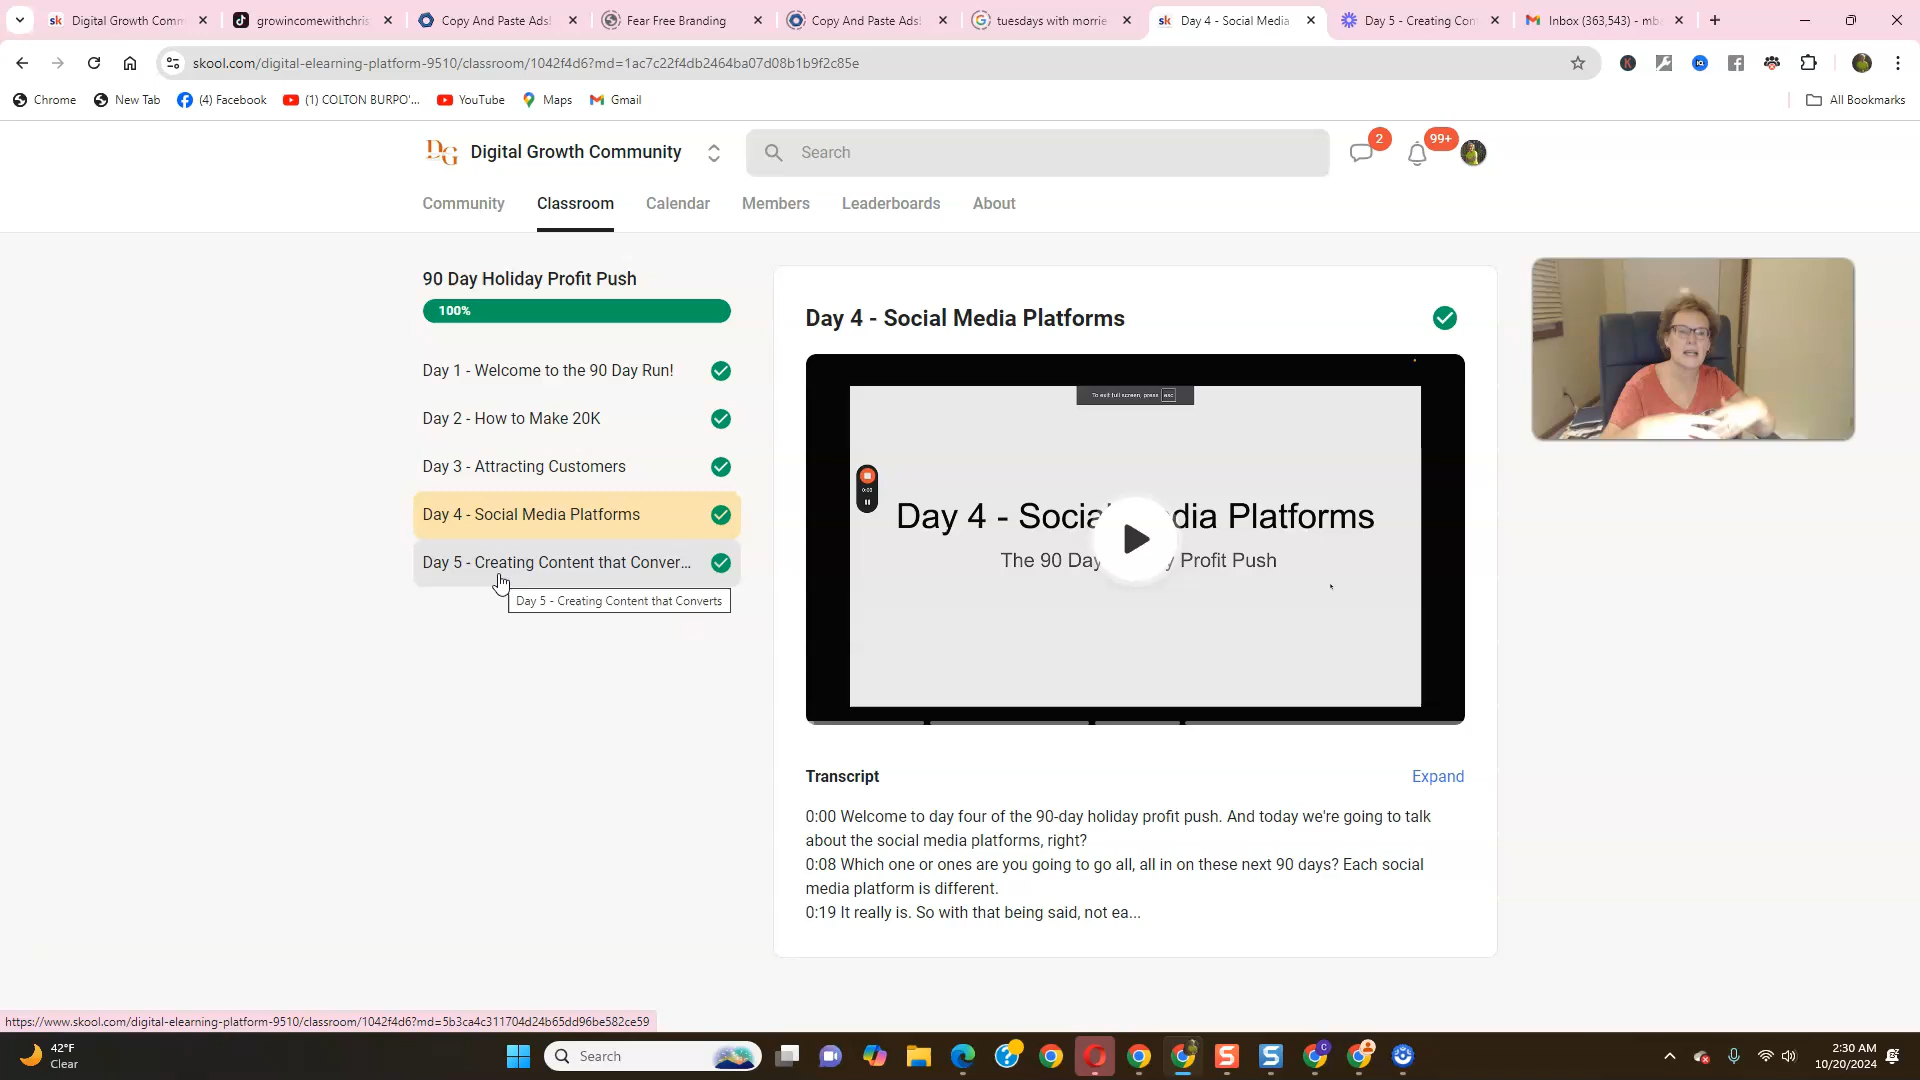 Digital Growth Comm
growincomewithchris
Copy And Paste Ads!
Fear Free Branding
Copy And Paste Ads!
tuesdays with morrie
Day 4 - Social Media
Day 5 - Creating Con
Inbox (363,543) - mb
skool.com/digital-elearning-platform-9510/classroom/1042f4d6?md=1ac7c22f4db2464ba07d08b1b9f2c85e
Chrome
New Tab
(4) Facebook
(1) COLTON BURPO'...
YouTube
Maps
Gmail
All Bookmarks
DG
Digital Growth Community
Search
2
99+
Community
Classroom
Calendar
Members
Leaderboards
About
90 Day Holiday Profit Push
100%
Day 1 - Welcome to the 90 Day Run!
Day 2 - How to Make 20K
Day 3 - Attracting Customers
Day 4 - Social Media Platforms
Day 5 - Creating Content that Conver...
Day 5 - Creating Content that Converts
Day 4 - Social Media Platforms
To exit full screen, press esc
0:03
Day 4 - Socia dia Platforms
The 90 Day y Profit Push
Transcript
Expand
0:00 Welcome to day four of the 90-day holiday profit push. And today we're going to talk
about the social media platforms, right?
0:08 Which one or ones are you going to go all, all in on these next 90 days? Each social
media platform is different.
0:19 It really is. So with that being said, not ea...
https://www.skool.com/digital-elearning-platform-9510/classroom/1042f4d6?md=5b3ca4c311704d24b65dd96be582ce59
42°F
Clear
Search
2:30 AM
10/20/2024